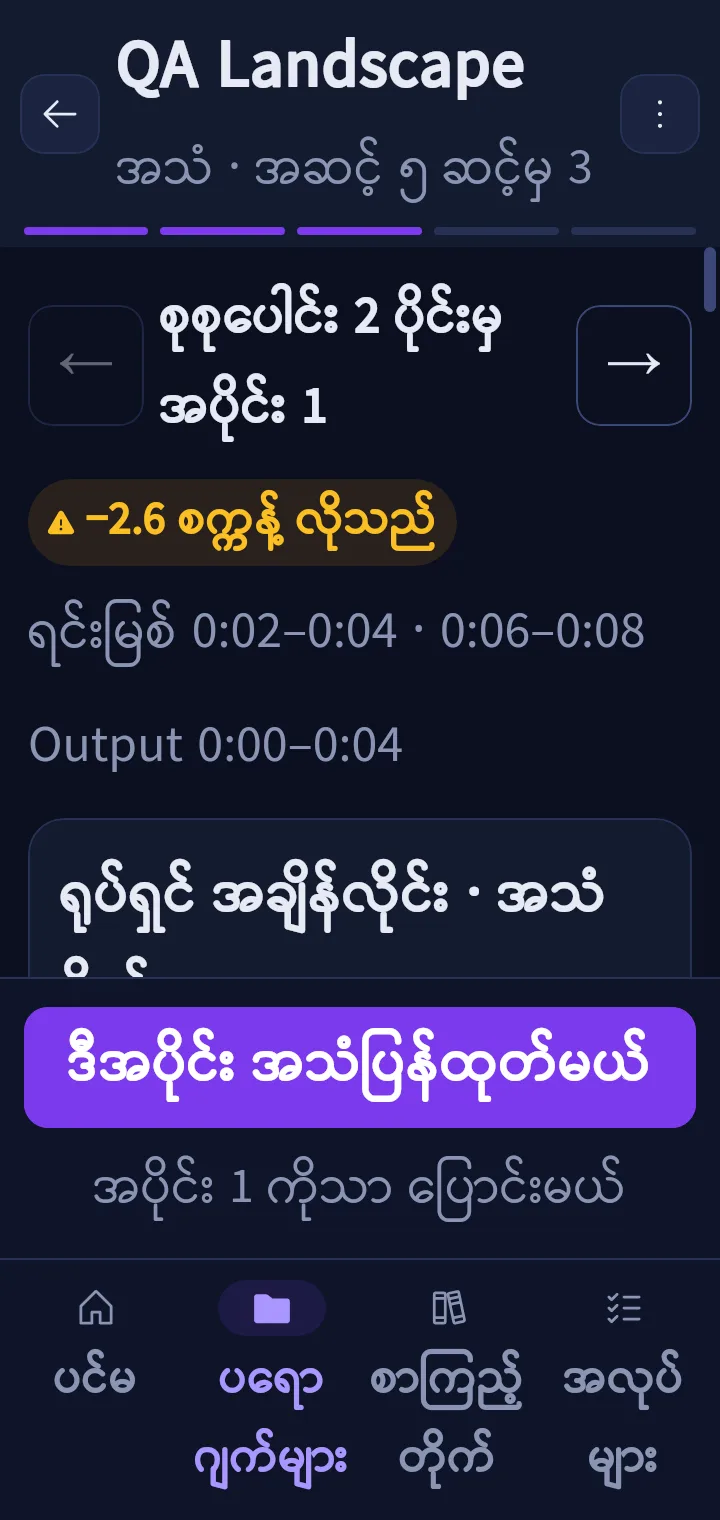 QA Landscape
အသံ · အဆင့် ၅ ဆင့်မှ 3
စုစုပေါင်း 2 ပိုင်းမှ
အပိုင်း 1
−2.6 စက္ကန့် လိုသည်
ရင်းမြစ် 0:02–0:04 · 0:06–0:08
Output 0:00–0:04
ရုပ်ရှင် အချိန်လိုင်း · အသံ
ဒီအပိုင်း အသံပြန်ထုတ်မယ်
အပိုင်း 1 ကိုသာ ပြောင်းမယ်
ပင်မ
ပရော
ဂျက်များ
စာကြည့်
တိုက်
အလုပ်
များ